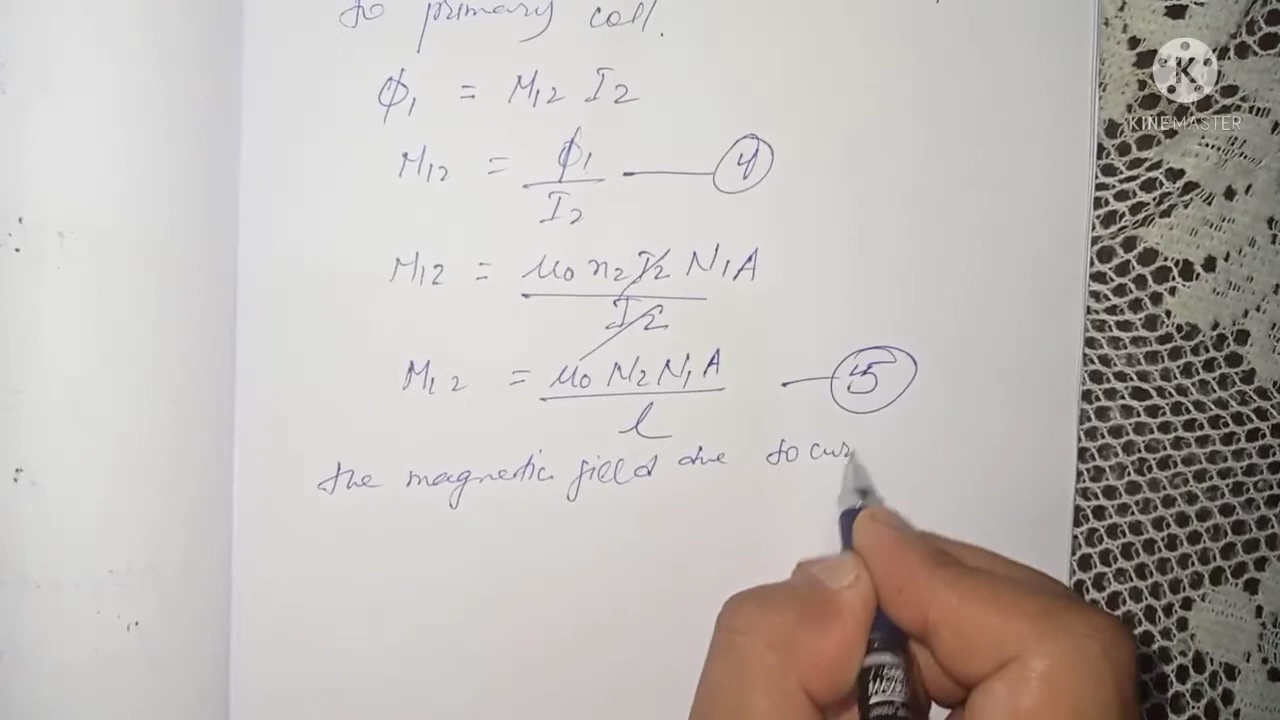 to primary coil.
K
KINEMASTER
ϕ₁ = M₁₂ I₂
M₁₂ = ϕ₁ / I₂ — ④
M₁₂ = μ₀ n₂ I₂ N₁ A / I₂
M₁₂ = μ₀ N₂ N₁ A / l — ⑤
the magnetic field due to cur